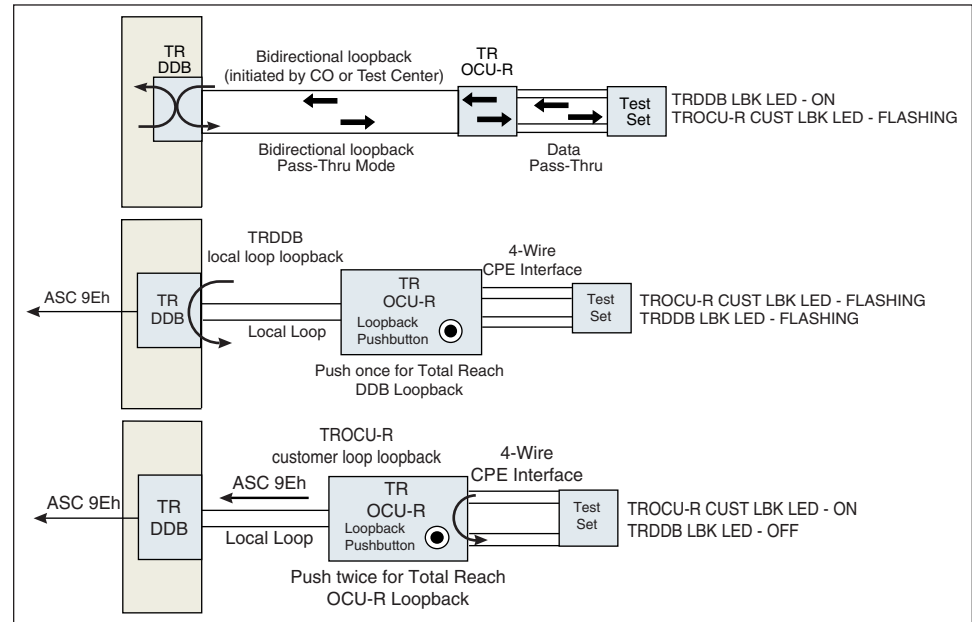 TR
DDB
Bidirectional loopback
(initiated by CO or Test Center)
TR
OCU-R
Test
Set
TRDDB LBK LED - ON
TROCU-R CUST LBK LED - FLASHING
Bidirectional loopback
Pass-Thru Mode
Data
Pass-Thru
TRDDB
local loop loopback
4-Wire
CPE Interface
ASC 9Eh
TR
DDB
TR
OCU-R
Loopback
Pushbutton
Local Loop
Test
Set
TROCU-R CUST LBK LED - FLASHING
TRDDB LBK LED - FLASHING
Push once for Total Reach
DDB Loopback
TROCU-R
customer loop loopback
4-Wire
CPE Interface
ASC 9Eh
ASC 9Eh
TR
DDB
TR
OCU-R
Loopback
Pushbutton
Local Loop
Test
Set
TROCU-R CUST LBK LED - ON
TRDDB LBK LED - OFF
Push twice for Total Reach
OCU-R Loopback